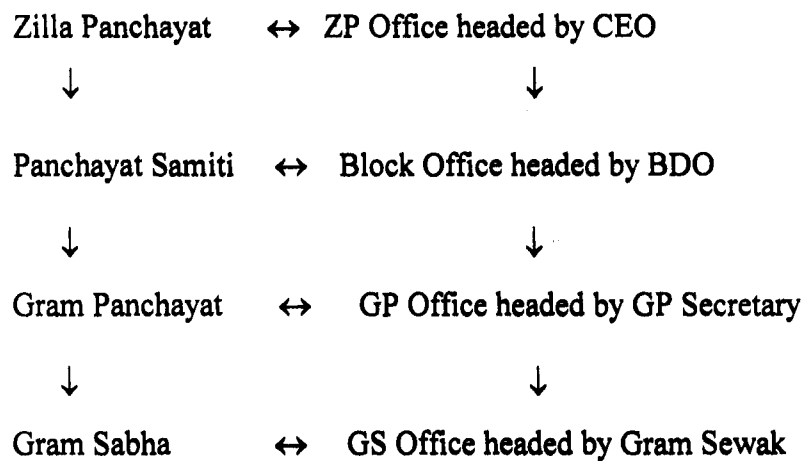 Zilla Panchayat ↔ ZP Office headed by CEO
↓ ↓
Panchayat Samiti ↔ Block Office headed by BDO
↓ ↓
Gram Panchayat ↔ GP Office headed by GP Secretary
↓ ↓
Gram Sabha ↔ GS Office headed by Gram Sewak